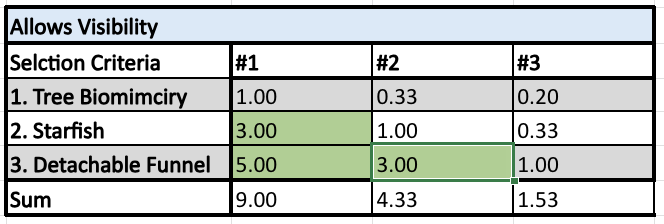 Allows Visibility
Selction Criteria #1 #2 #3
1. Tree Biomimciry 1.00 0.33 0.20
2. Starfish 3.00 1.00 0.33
3. Detachable Funnel 5.00 3.00 1.00
Sum 9.00 4.33 1.53